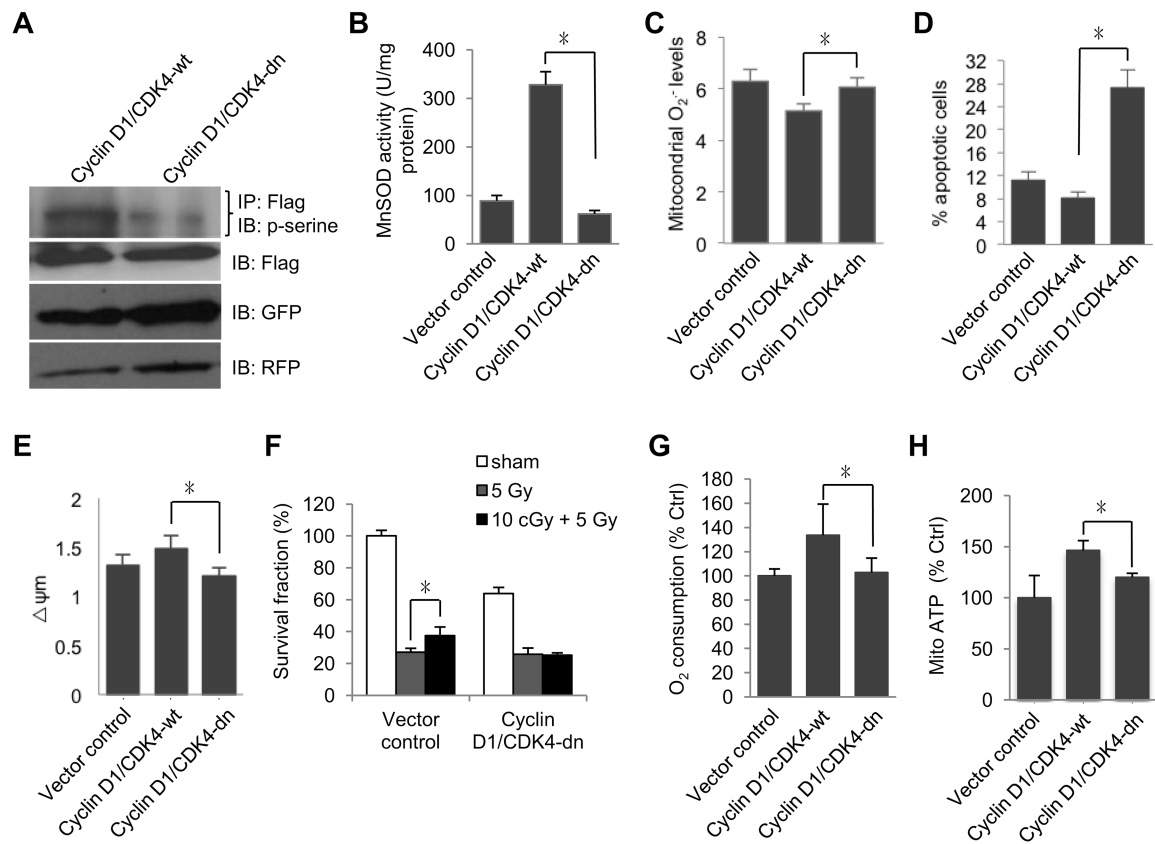 A
Cyclin D1/CDK4-wt
Cyclin D1/CDK4-dn
IP: Flag
IB: p-serine
IB: Flag
IB: GFP
IB: RFP
B
MnSOD activity (U/mg
protein)
400
300
200
100
0
*
Vector control
Cyclin D1/CDK4-wt
Cyclin D1/CDK4-dn
C
Mitocondrial O₂·⁻ levels
8
6
4
2
0
*
Vector control
Cyclin D1/CDK4-wt
Cyclin D1/CDK4-dn
D
% apoptotic cells
32
28
24
20
16
12
8
4
0
*
Vector control
Cyclin D1/CDK4-wt
Cyclin D1/CDK4-dn
E
△ ψm
2
1.5
1
0.5
0
*
Vector control
Cyclin D1/CDK4-wt
Cyclin D1/CDK4-dn
F
sham
5 Gy
10 cGy + 5 Gy
Survival fraction (%)
120
100
80
60
40
20
0
*
Vector
control
Cyclin
D1/CDK4-dn
G
O₂ consumption (% Ctrl)
180
160
140
120
100
80
60
40
20
0
*
Vector control
Cyclin D1/CDK4-wt
Cyclin D1/CDK4-dn
H
Mito ATP (% Ctrl)
200
150
100
50
0
*
Vector control
Cyclin D1/CDK4-wt
Cyclin D1/CDK4-dn